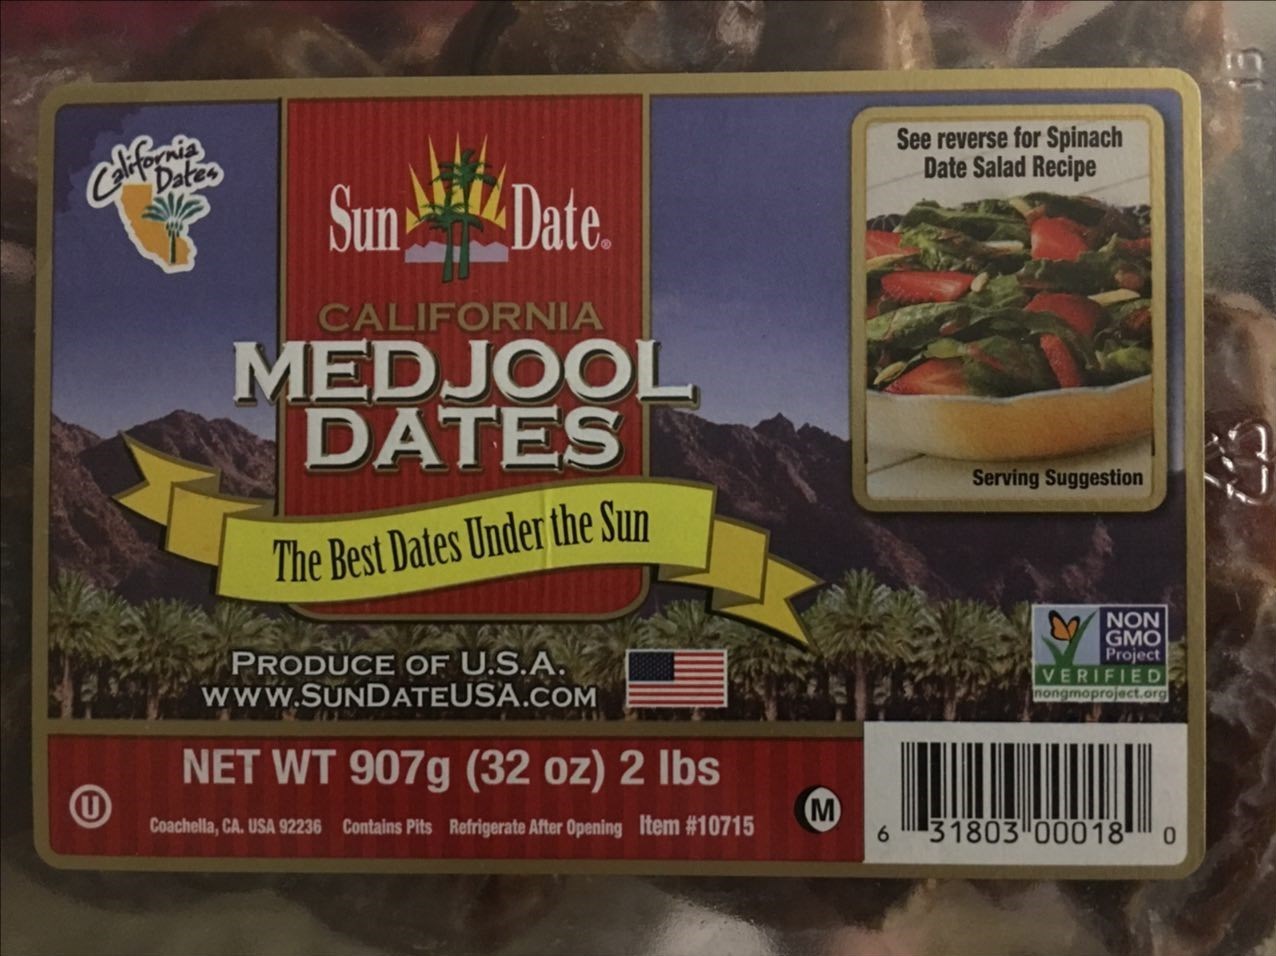 California
Dates
Sun Date®
CALIFORNIA
MEDJOOL
DATES
The Best Dates Under the Sun
See reverse for Spinach
Date Salad Recipe
Serving Suggestion
PRODUCE OF U.S.A.
WWW.SUNDATEUSA.COM
NON
GMO
Project
VERIFIED
nongmoproject.org
NET WT 907g (32 oz) 2 lbs
U
Coachella, CA. USA 92236 Contains Pits Refrigerate After Opening Item #10715
M
6 31803 00018 0